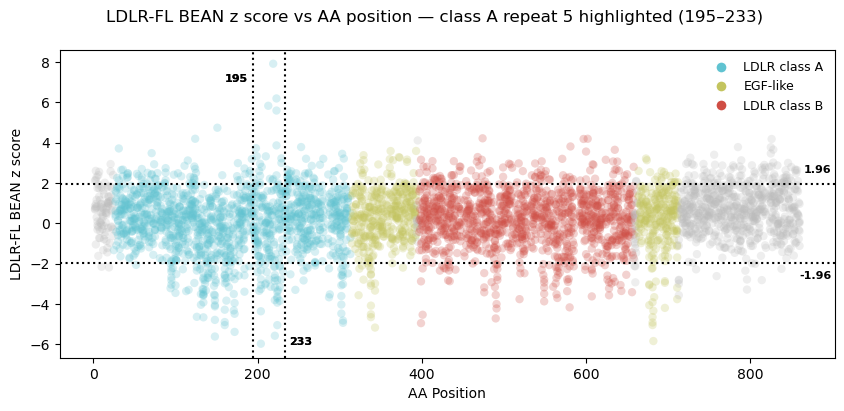 LDLR-FL BEAN z score vs AA position — class A repeat 5 highlighted (195–233)
LDLR-FL BEAN z score
8
6
4
2
0
−2
−4
−6
195
233
LDLR class A
EGF-like
LDLR class B
1.96
-1.96
0
200
400
600
800
AA Position